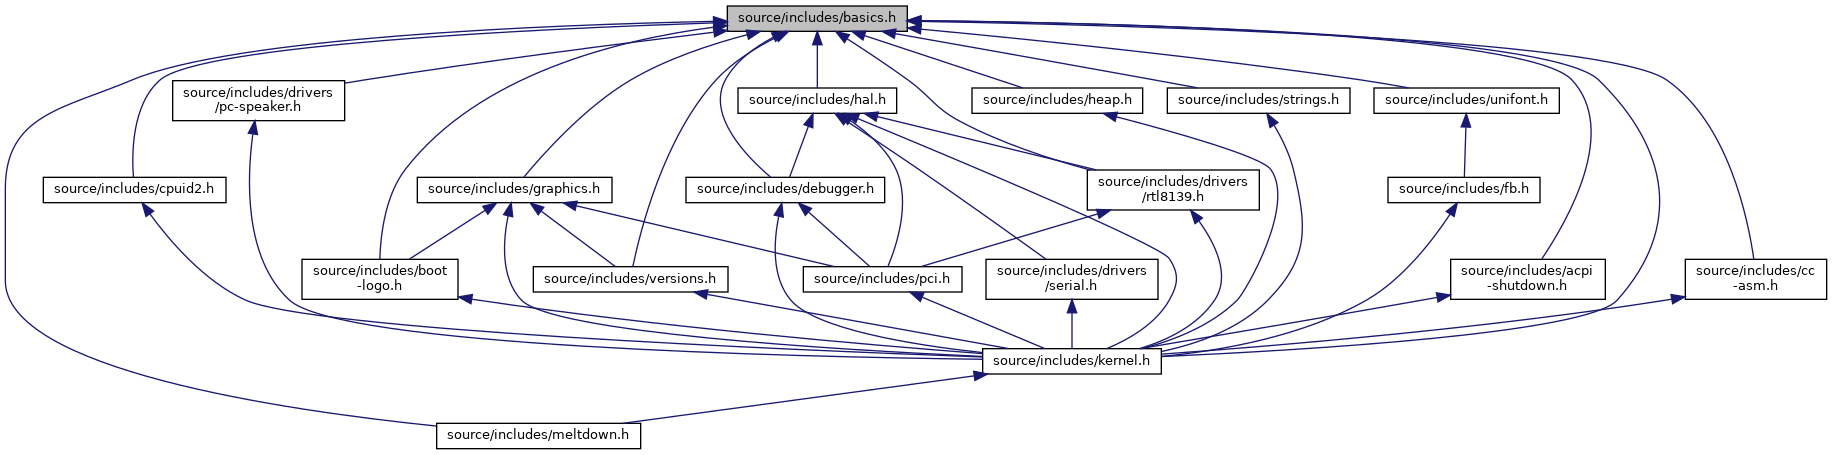 source/includes/basics.h
source/includes/drivers
/pc-speaker.h
source/includes/hal.h
source/includes/heap.h
source/includes/strings.h
source/includes/unifont.h
source/includes/cpuid2.h
source/includes/graphics.h
source/includes/debugger.h
source/includes/drivers
/rtl8139.h
source/includes/fb.h
source/includes/boot
-logo.h
source/includes/versions.h
source/includes/pci.h
source/includes/drivers
/serial.h
source/includes/acpi
-shutdown.h
source/includes/cc
-asm.h
source/includes/kernel.h
source/includes/meltdown.h